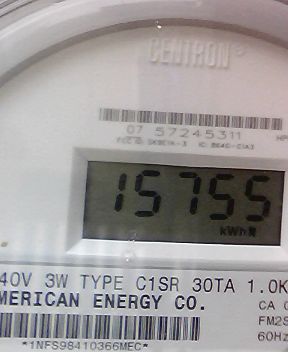 CENTRON®
07 57245311
15755
kWh
40V 3W TYPE C1SR 30TA 1.0K
MERICAN ENERGY CO.
CA
FM2S
60Hz
*1NFS98410366MEC*